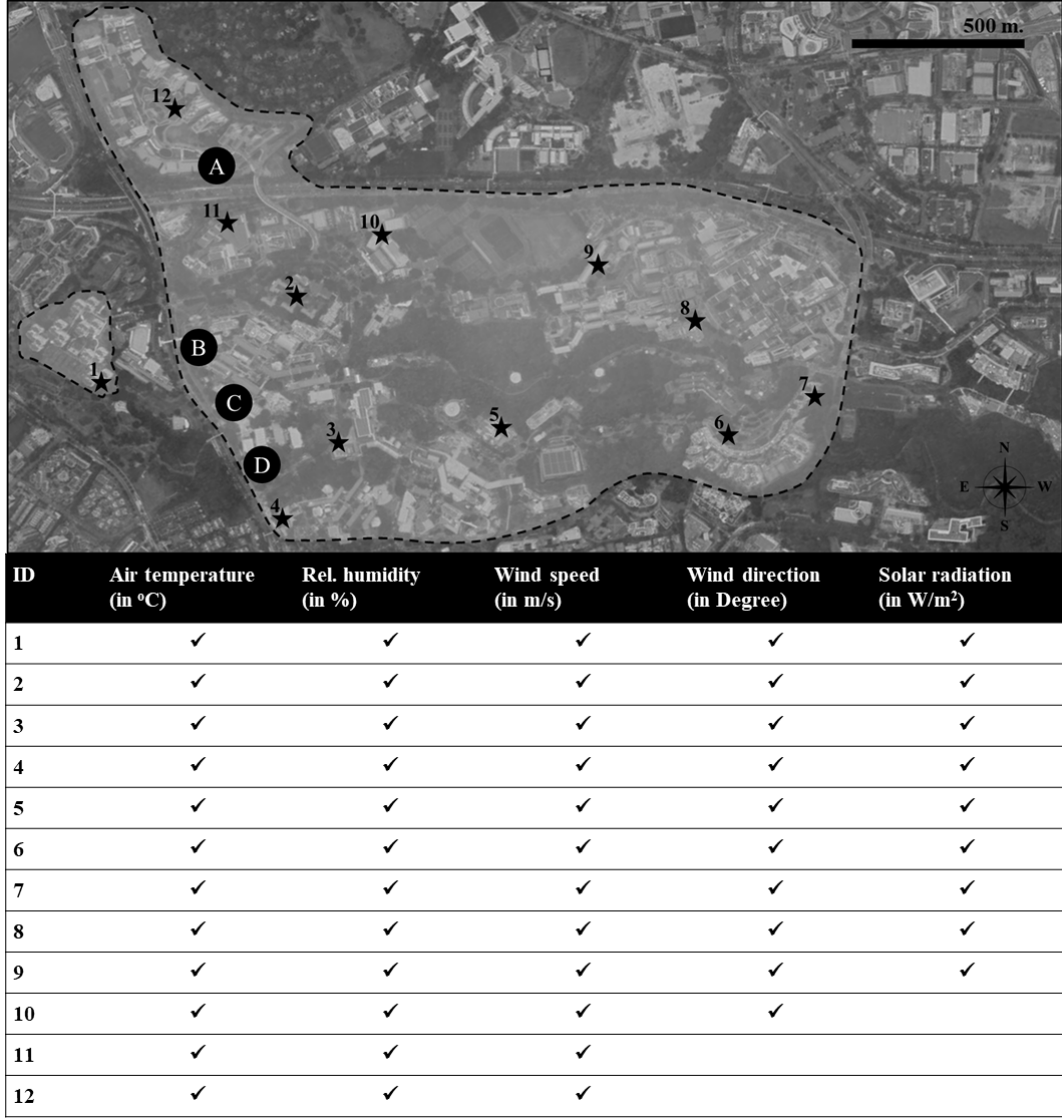 500 m.
12
A
11
10
9
2
8
B
1
7
C
5
6
3
N
D
E W
4
S
ID Air temperature (in °C) Rel. humidity (in %) Wind speed (in m/s) Wind direction (in Degree) Solar radiation (in W/m²)
1 ✓ ✓ ✓ ✓ ✓
2 ✓ ✓ ✓ ✓ ✓
3 ✓ ✓ ✓ ✓ ✓
4 ✓ ✓ ✓ ✓ ✓
5 ✓ ✓ ✓ ✓ ✓
6 ✓ ✓ ✓ ✓ ✓
7 ✓ ✓ ✓ ✓ ✓
8 ✓ ✓ ✓ ✓ ✓
9 ✓ ✓ ✓ ✓ ✓
10 ✓ ✓ ✓ ✓
11 ✓ ✓ ✓
12 ✓ ✓ ✓